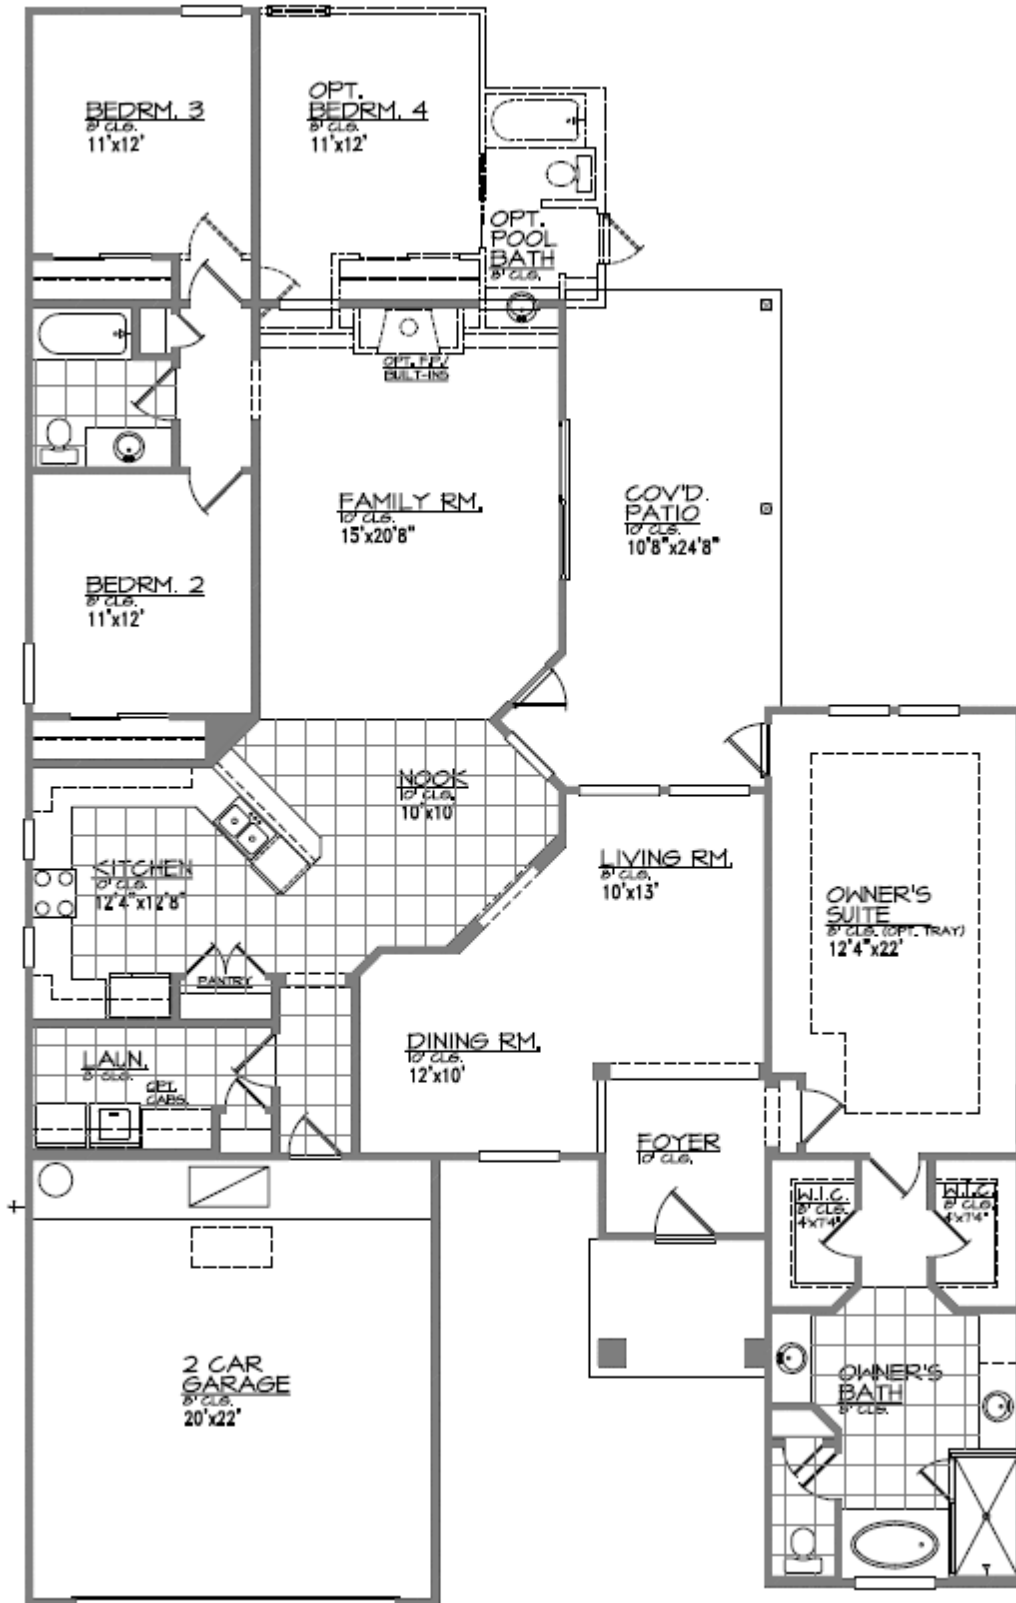 BEDRM. 3
8' CLG.
11'x12'
OPT.
BEDRM. 4
8' CLG.
11'x12'
OPT.
POOL
BATH
8' CLG.
OPT. F.P./
BUILT-INS
FAMILY RM.
10' CLG.
15'x20'8"
COV'D.
PATIO
10' CLG.
10'8"x24'8"
BEDRM. 2
8' CLG.
11'x12'
NOOK
10' CLG.
10'x10'
KITCHEN
10' CLG.
12'4"x12'8"
LIVING RM.
8' CLG.
10'x13'
OWNER'S
SUITE
8' CLG. (OPT. TRAY)
12'4"x22'
PANTRY
DINING RM.
10' CLG.
12'x10'
LAUN.
8' CLG.
OPT.
CABS.
FOYER
10' CLG.
W.I.C.
8' CLG.
4'x7'4"
W.I.C.
8' CLG.
4'x7'4"
2 CAR
GARAGE
8' CLG.
20'x22'
OWNER'S
BATH
8' CLG.